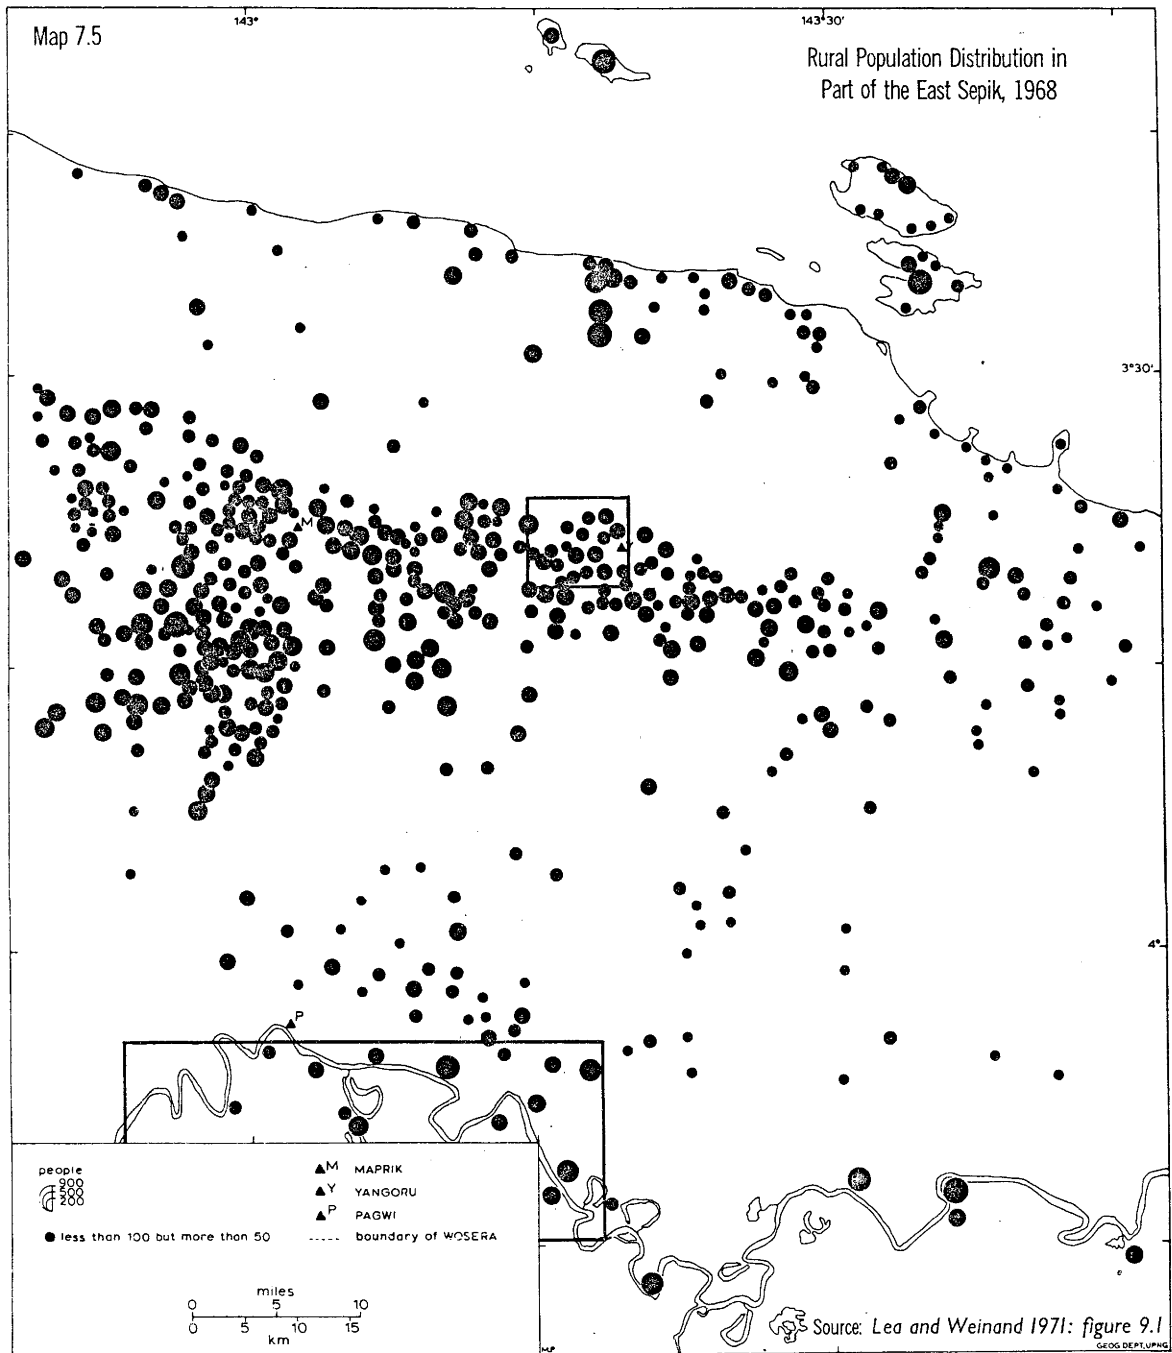 143°
143°30'
Map 7.5
Rural Population Distribution in
Part of the East Sepik, 1968
3°30'
M
Y
4°
P
people
900
500
200
M MAPRIK
Y YANGORU
P PAGWI
less than 100 but more than 50
boundary of WOSERA
miles
0 5 10
0 5 10 15
km
Source: Lea and Weinand 1971: figure 9.1
GEOG DEPT, UPNG